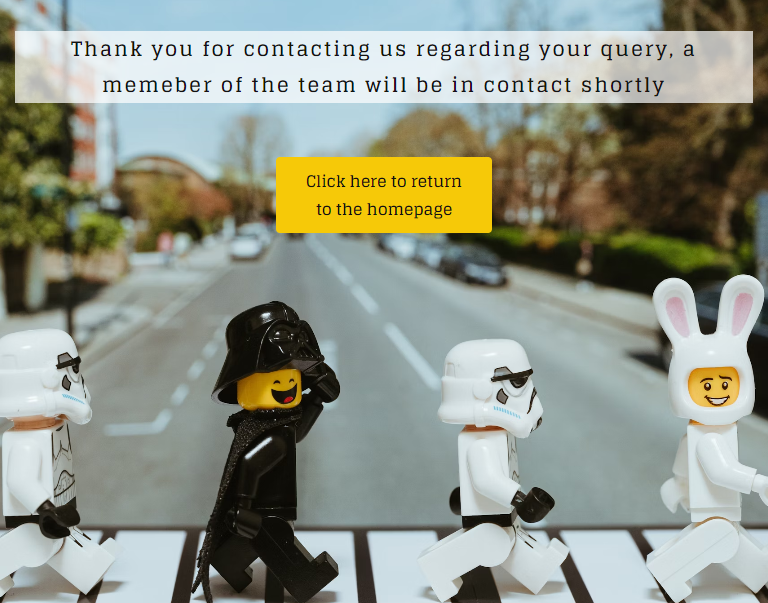 Thank you for contacting us regarding your query, a
memeber of the team will be in contact shortly
Click here to return
to the homepage